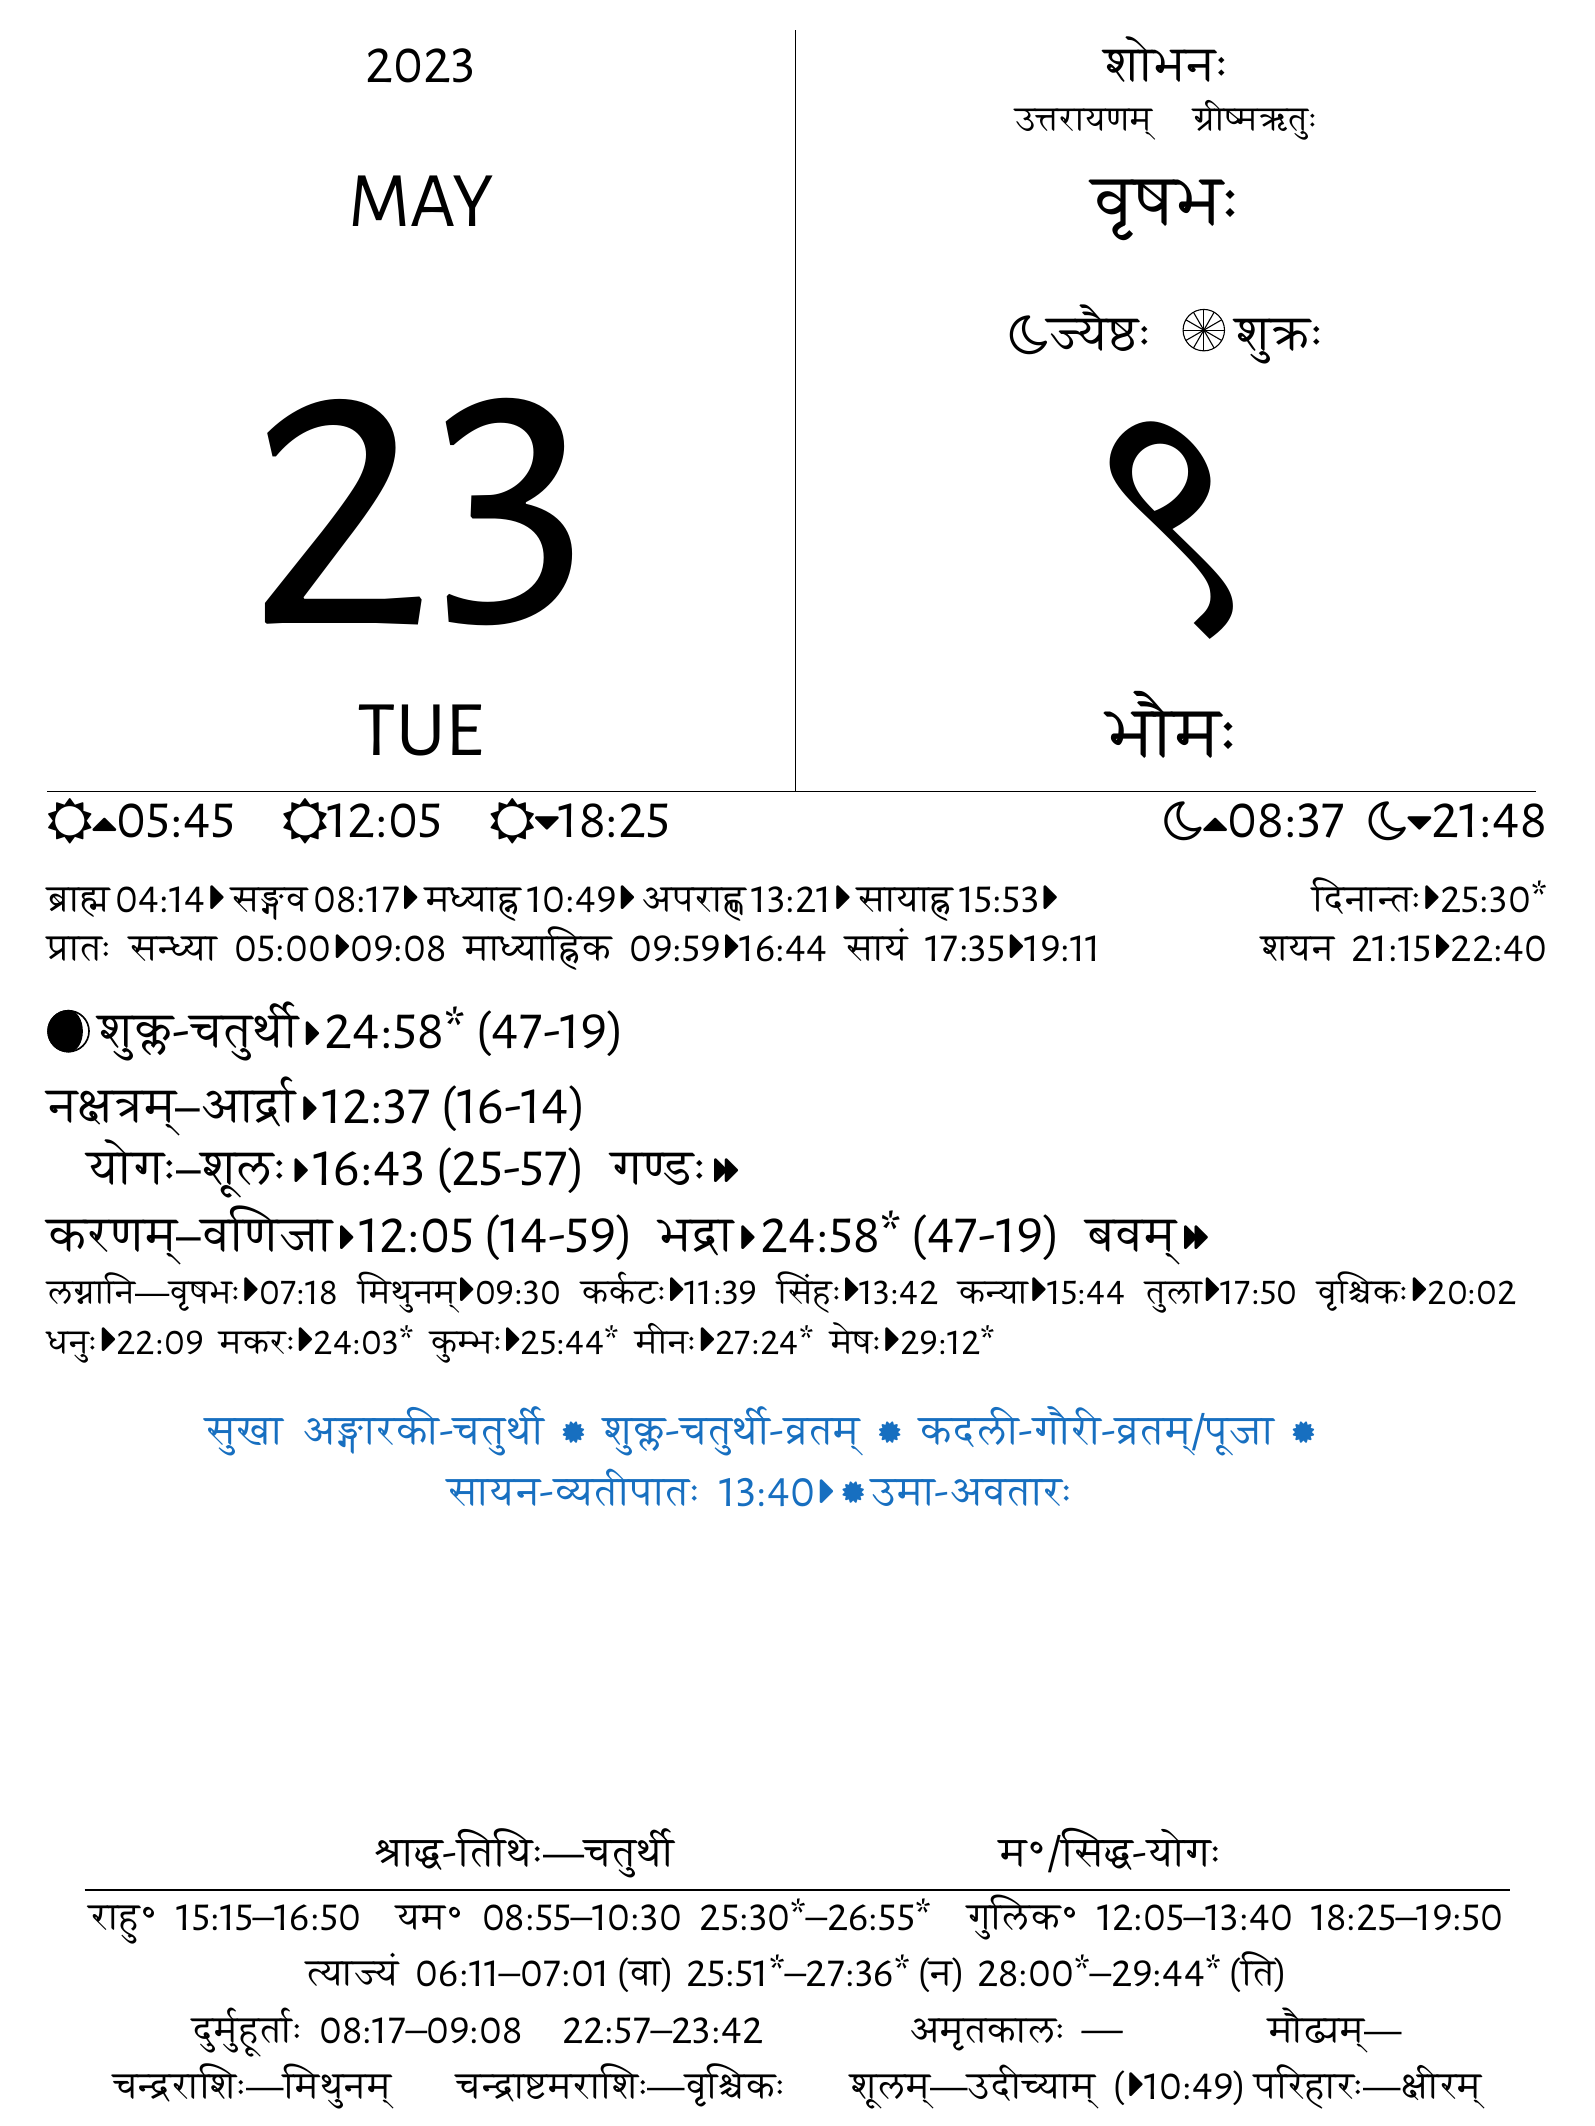 2023
MAY
23
TUE
शोभनः
उत्तरायणम् ग्रीष्मऋतुः
वृषभः
ज्यैष्ठः शुक्रः
९
भौमः
05:45 12:05 18:25 08:37 21:48
ब्राह्म 04:14 सङ्गव 08:17 मध्याह्न 10:49 अपराह्ण 13:21 सायाह्न 15:53 दिनान्तः 25:30*
प्रातः सन्ध्या 05:00 09:08 माध्याह्निक 09:59 16:44 सायं 17:35 19:11 शयन 21:15 22:40
शुक्ल-चतुर्थी 24:58* (47-19)
नक्षत्रम्–आर्द्रा 12:37 (16-14)
योगः–शूलः 16:43 (25-57) गण्डः
करणम्–वणिजा 12:05 (14-59) भद्रा 24:58* (47-19) बवम्
लग्नानि—वृषभः 07:18 मिथुनम् 09:30 कर्कटः 11:39 सिंहः 13:42 कन्या 15:44 तुला 17:50 वृश्चिकः 20:02
धनुः 22:09 मकरः 24:03* कुम्भः 25:44* मीनः 27:24* मेषः 29:12*
सुखा अङ्गारकी-चतुर्थी शुक्ल-चतुर्थी-व्रतम् कदली-गौरी-व्रतम्/पूजा
सायन-व्यतीपातः 13:40 उमा-अवतारः
श्राद्ध-तिथिः—चतुर्थी म॰/सिद्ध-योगः
राहु॰ 15:15–16:50 यम॰ 08:55–10:30 25:30*–26:55* गुलिक॰ 12:05–13:40 18:25–19:50
त्याज्यं 06:11–07:01 (वा) 25:51*–27:36* (न) 28:00*–29:44* (ति)
दुर्मुहूर्ताः 08:17–09:08 22:57–23:42 अमृतकालः — मौढ्यम्—
चन्द्रराशिः—मिथुनम् चन्द्राष्टमराशिः—वृश्चिकः शूलम्—उदीच्याम् (10:49) परिहारः—क्षीरम्